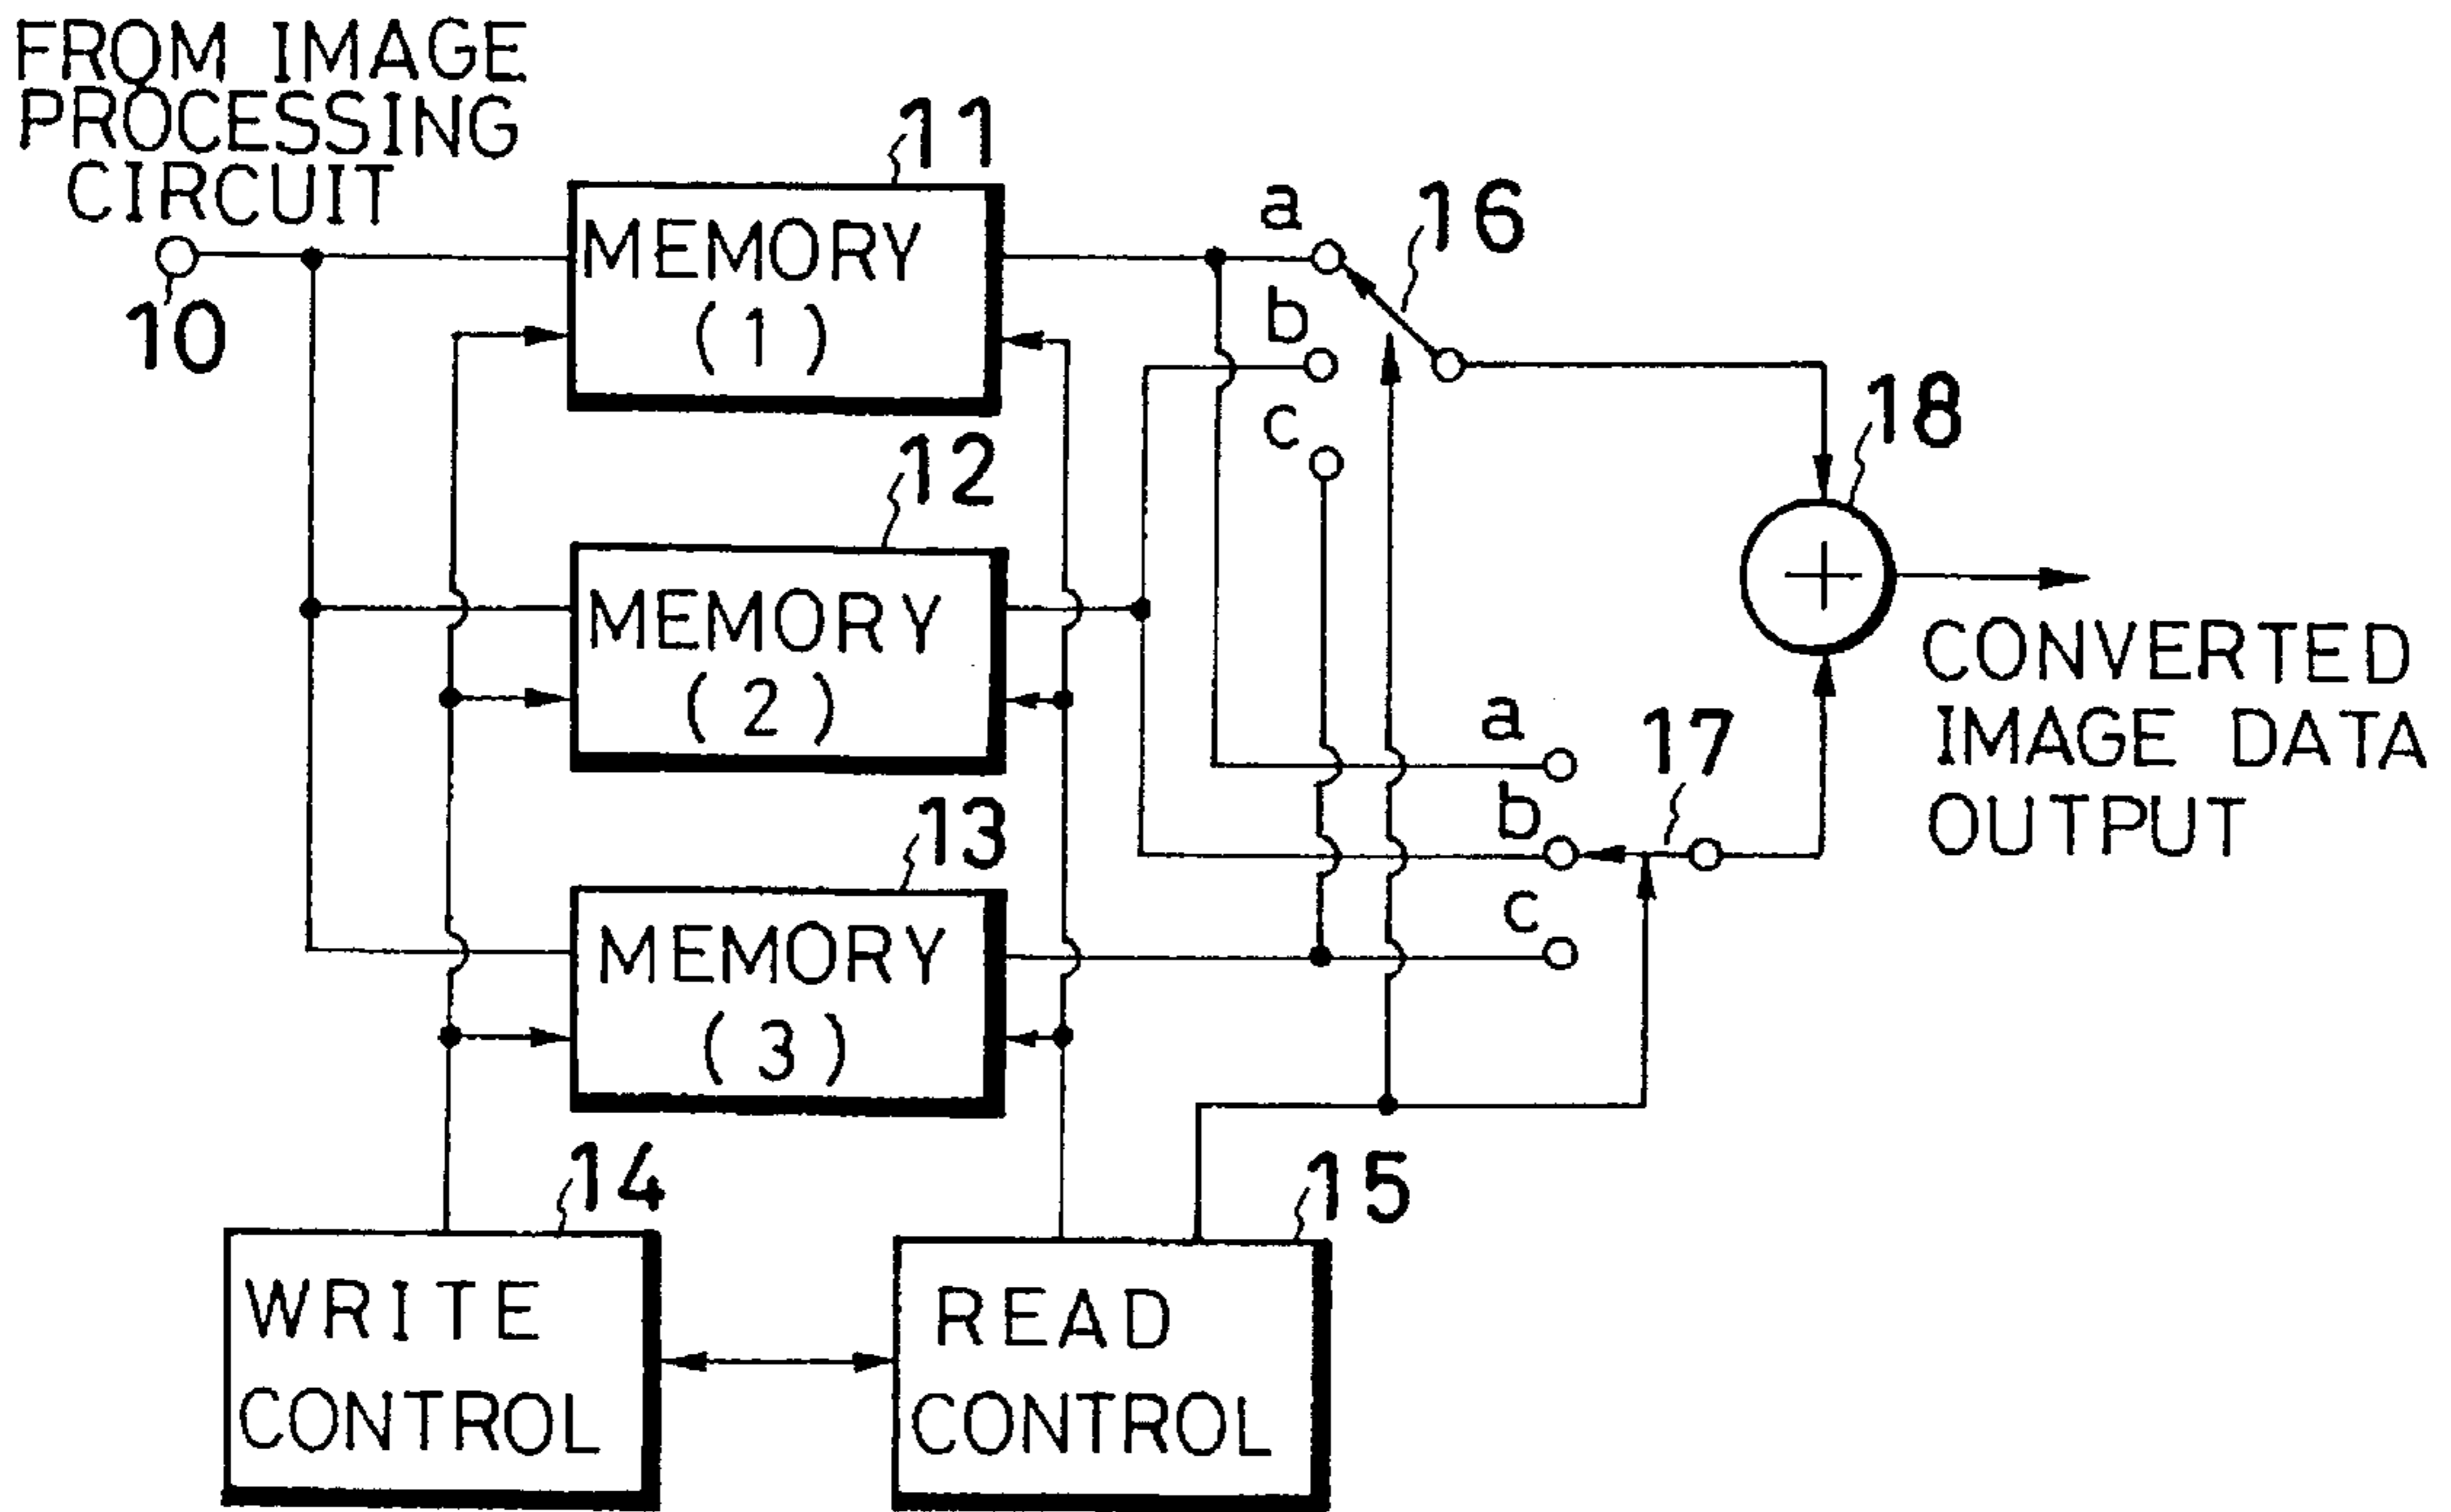 FROM IMAGE
PROCESSING
CIRCUIT
10
11
MEMORY
(1)
12
MEMORY
(2)
13
MEMORY
(3)
14
WRITE
CONTROL
15
READ
CONTROL
a
b
c
16
a
b
c
17
18
CONVERTED
IMAGE DATA
OUTPUT